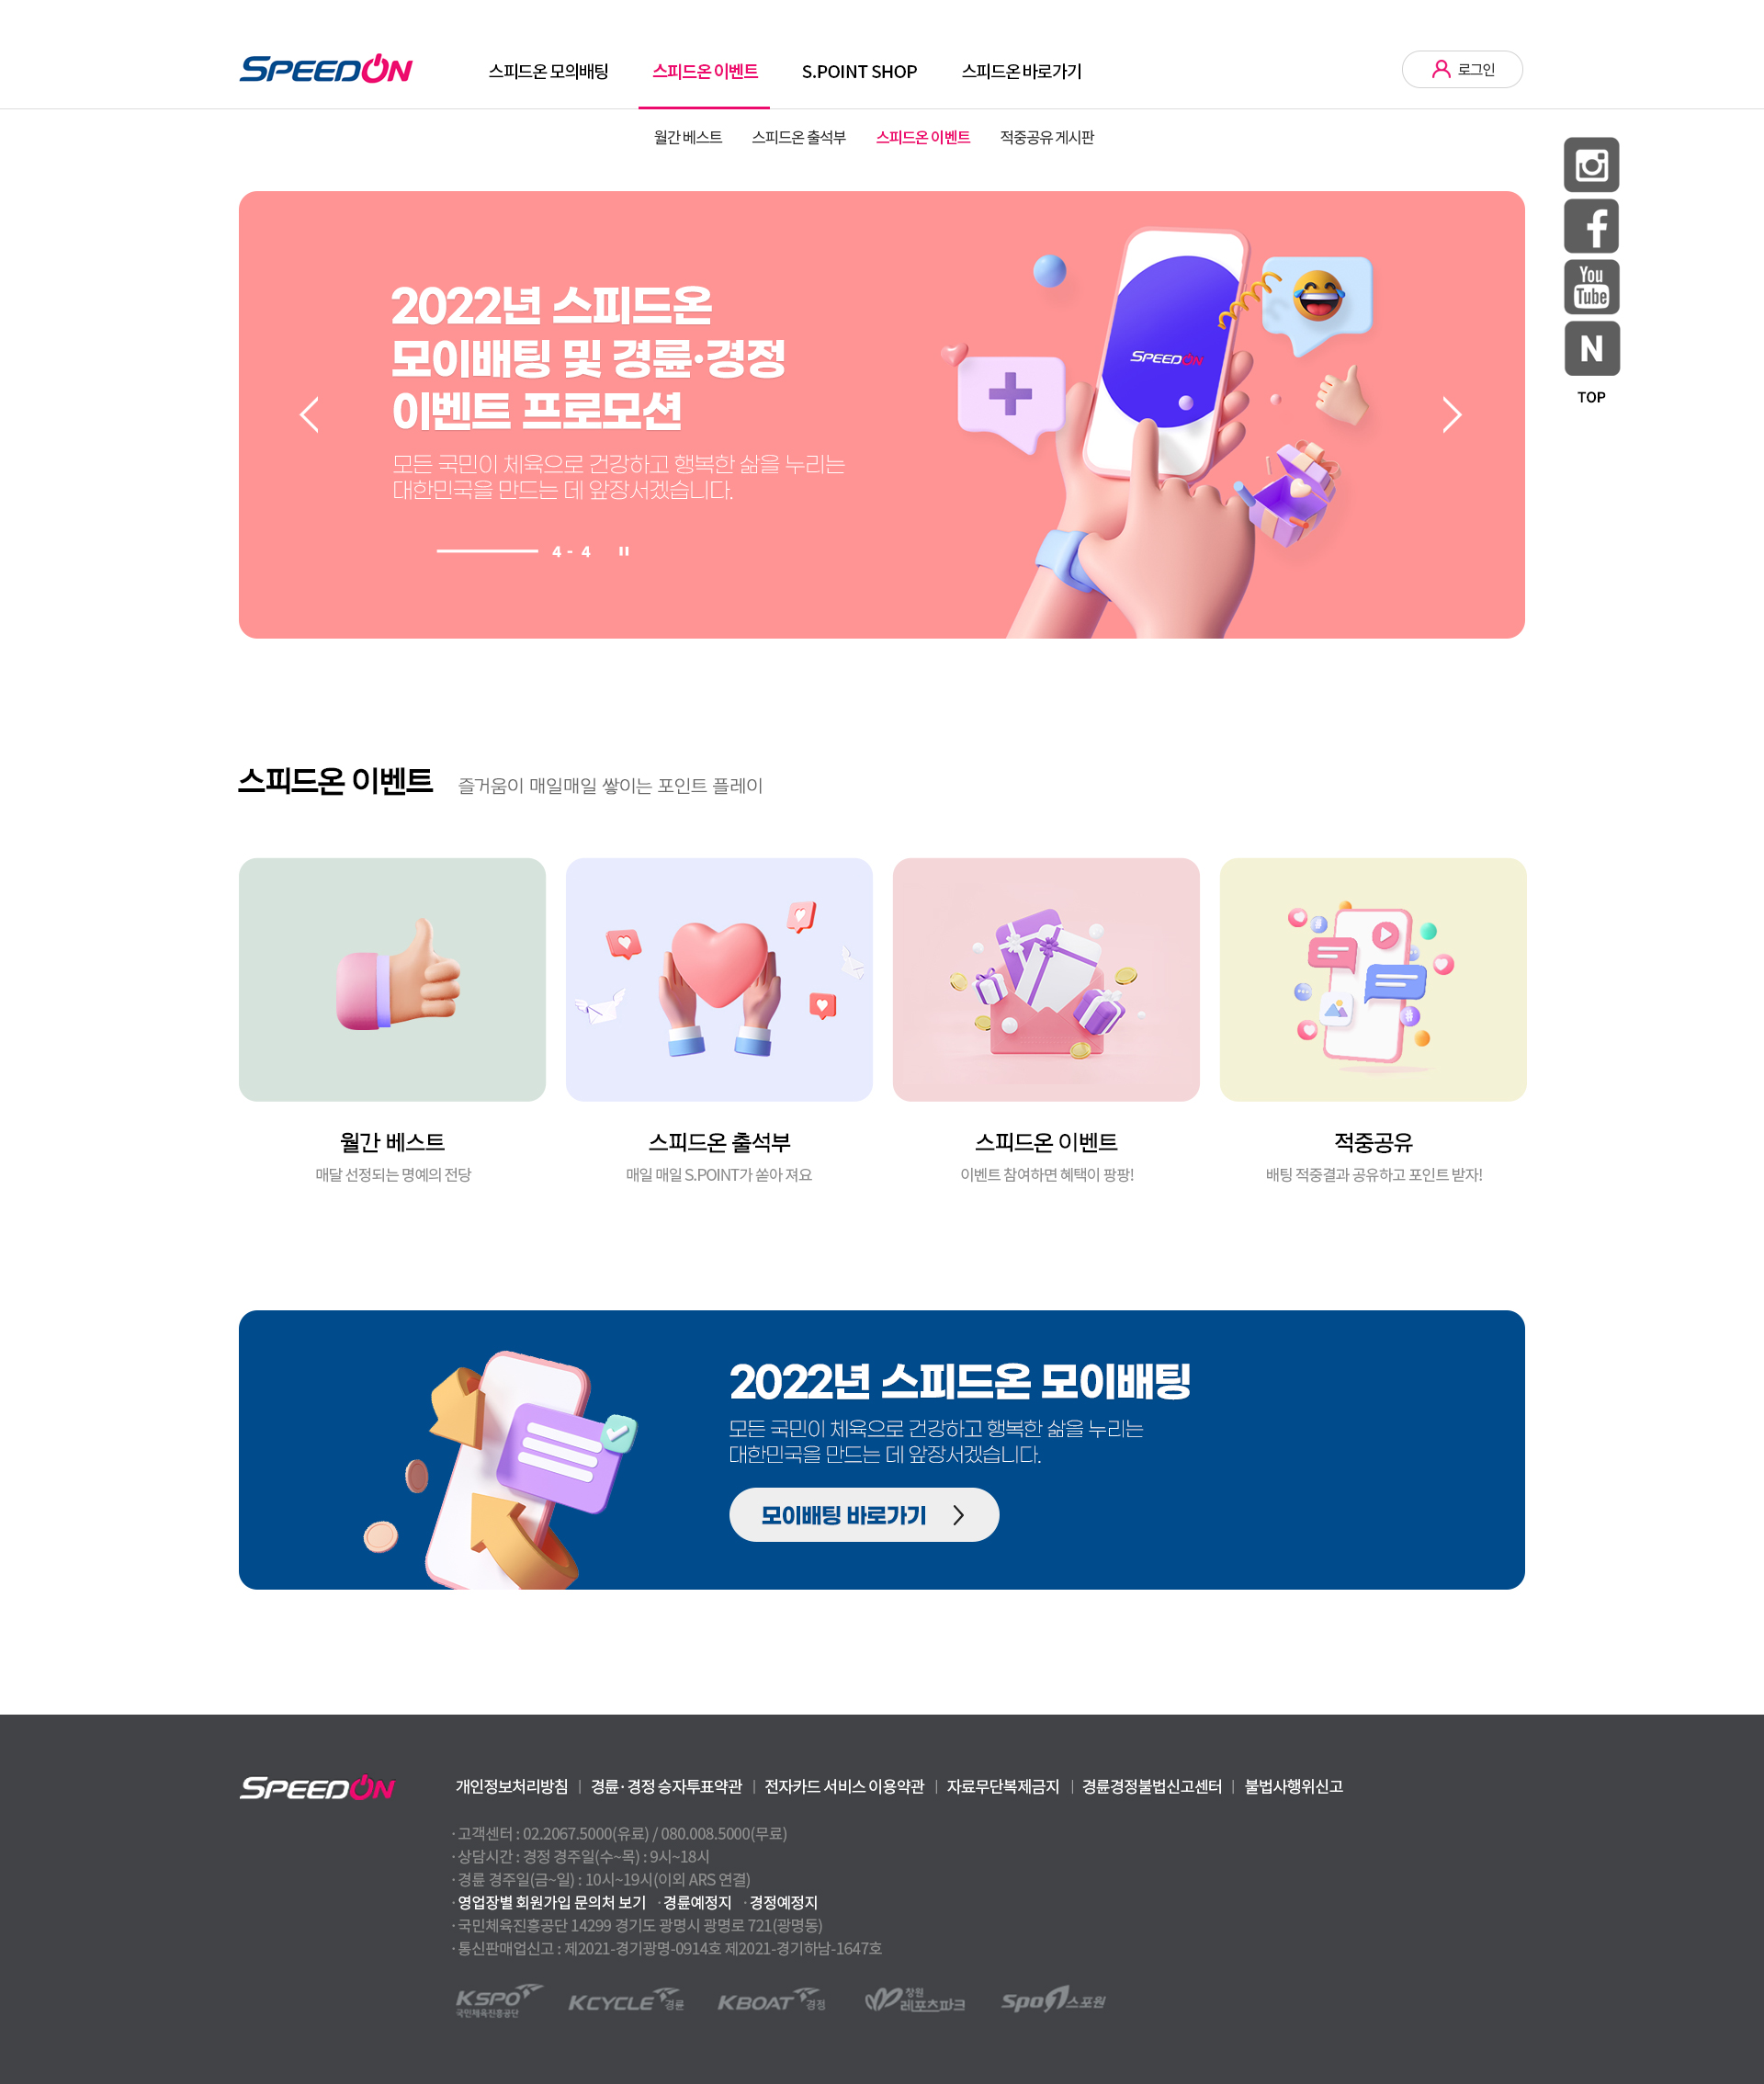 SPEEDON
스피드온 모의배팅
스피드온 이벤트
S.POINT SHOP
스피드온 바로가기
로그인
월간 베스트
스피드온 출석부
스피드온 이벤트
적중공유 게시판
2022년 스피드온
모이배팅 및 경륜·경정
이벤트 프로모션
모든 국민이 체육으로 건강하고 행복한 삶을 누리는
대한민국을 만드는 데 앞장서겠습니다.
4 - 4
SPEEDON
f
You
Tube
N
TOP
스피드온 이벤트
즐거움이 매일매일 쌓이는 포인트 플레이
월간 베스트
매달 선정되는 명예의 전당
스피드온 출석부
매일 매일 S.POINT가 쏟아 져요
스피드온 이벤트
이벤트 참여하면 혜택이 팡팡!
적중공유
배팅 적중결과 공유하고 포인트 받자!
2022년 스피드온 모이배팅
모든 국민이 체육으로 건강하고 행복한 삶을 누리는
대한민국을 만드는 데 앞장서겠습니다.
모이배팅 바로가기
SPEEDON
개인정보처리방침 | 경륜·경정 승자투표약관 | 전자카드 서비스 이용약관 | 자료무단복제금지 | 경륜경정불법신고센터 | 불법사행위신고
· 고객센터 : 02.2067.5000(유료) / 080.008.5000(무료)
· 상담시간 : 경정 경주일(수~목) : 9시~18시
· 경륜 경주일(금~일) : 10시~19시(이외 ARS 연결)
· 영업장별 회원가입 문의처 보기 · 경륜예정지 · 경정예정지
· 국민체육진흥공단 14299 경기도 광명시 광명로 721(광명동)
· 통신판매업신고 : 제2021-경기광명-0914호 제2021-경기하남-1647호
KSPO
국민체육진흥공단
KCYCLE 경륜
KBOAT 경정
창원
레포츠파크
Spo1 스포원